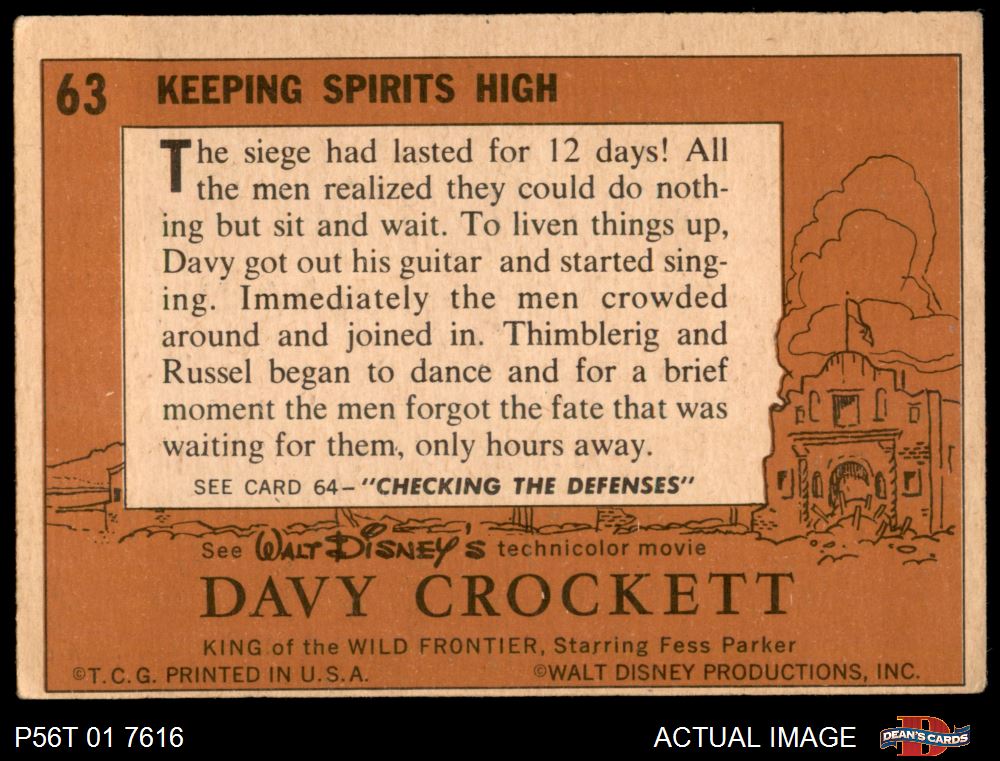 63 KEEPING SPIRITS HIGH
The siege had lasted for 12 days! All
the men realized they could do noth-
ing but sit and wait. To liven things up,
Davy got out his guitar and started sing-
ing. Immediately the men crowded
around and joined in. Thimblerig and
Russel began to dance and for a brief
moment the men forgot the fate that was
waiting for them, only hours away.
SEE CARD 64–"CHECKING THE DEFENSES"
See WALT DISNEY'S technicolor movie
DAVY CROCKETT
KING of the WILD FRONTIER, Starring Fess Parker
©T.C.G. PRINTED IN U.S.A. ©WALT DISNEY PRODUCTIONS, INC.
P56T 01 7616 ACTUAL IMAGE D DEAN'S CARDS